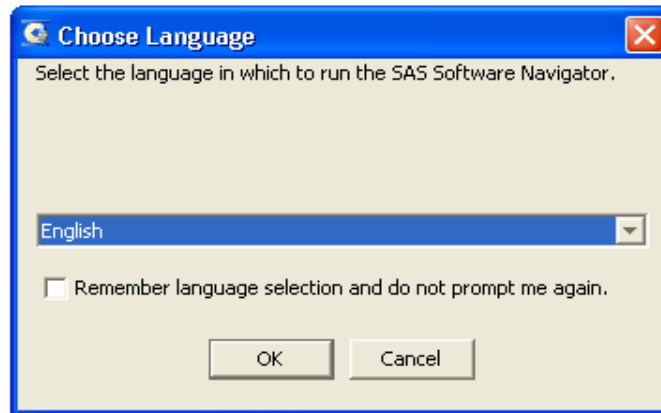 Choose Language
Select the language in which to run the SAS Software Navigator.
English
Remember language selection and do not prompt me again.
OK
Cancel